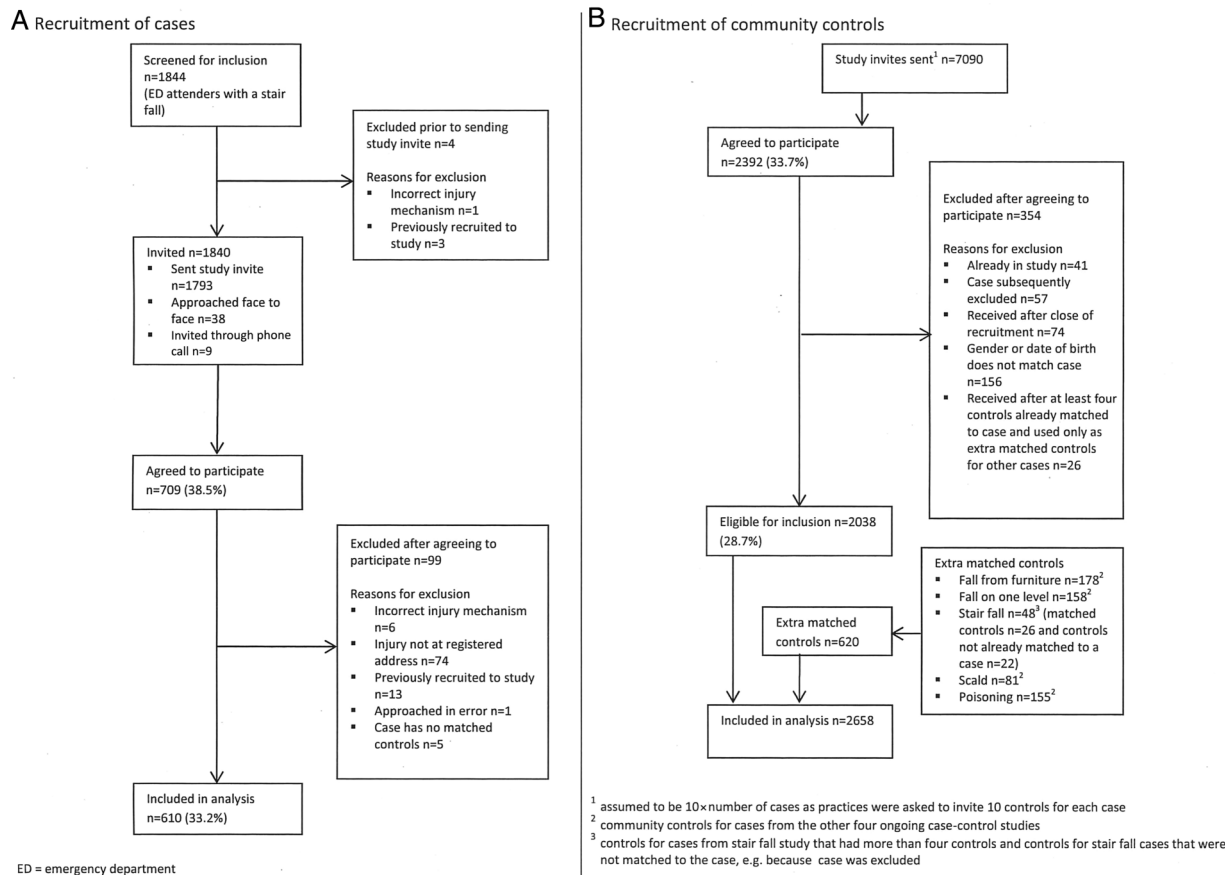 A Recruitment of cases
Screened for inclusion
n=1844
(ED attenders with a stair
fall)
Excluded prior to sending
study invite n=4
Reasons for exclusion
▪ Incorrect injury
mechanism n=1
▪ Previously recruited to
study n=3
Invited n=1840
▪ Sent study invite
n=1793
▪ Approached face to
face n=38
▪ Invited through phone
call n=9
Agreed to participate
n=709 (38.5%)
Excluded after agreeing to
participate n=99
Reasons for exclusion
▪ Incorrect injury mechanism
n=6
▪ Injury not at registered
address n=74
▪ Previously recruited to study
n=13
▪ Approached in error n=1
▪ Case has no matched
controls n=5
Included in analysis
n=610 (33.2%)
ED = emergency department
B Recruitment of community controls
Study invites sent¹ n=7090
Agreed to participate
n=2392 (33.7%)
Excluded after agreeing to
participate n=354
Reasons for exclusion
▪ Already in study n=41
▪ Case subsequently
excluded n=57
▪ Received after close of
recruitment n=74
▪ Gender or date of birth
does not match case
n=156
▪ Received after at least four
controls already matched
to case and used only as
extra matched controls
for other cases n=26
Eligible for inclusion n=2038
(28.7%)
Extra matched controls
▪ Fall from furniture n=178²
▪ Fall on one level n=158²
▪ Stair fall n=48³ (matched
controls n=26 and controls
not already matched to a
case n=22)
▪ Scald n=81²
▪ Poisoning n=155²
Extra matched
controls n=620
Included in analysis n=2658
¹ assumed to be 10×number of cases as practices were asked to invite 10 controls for each case
² community controls for cases from the other four ongoing case-control studies
³ controls for cases from stair fall study that had more than four controls and controls for stair fall cases that were
not matched to the case, e.g. because case was excluded